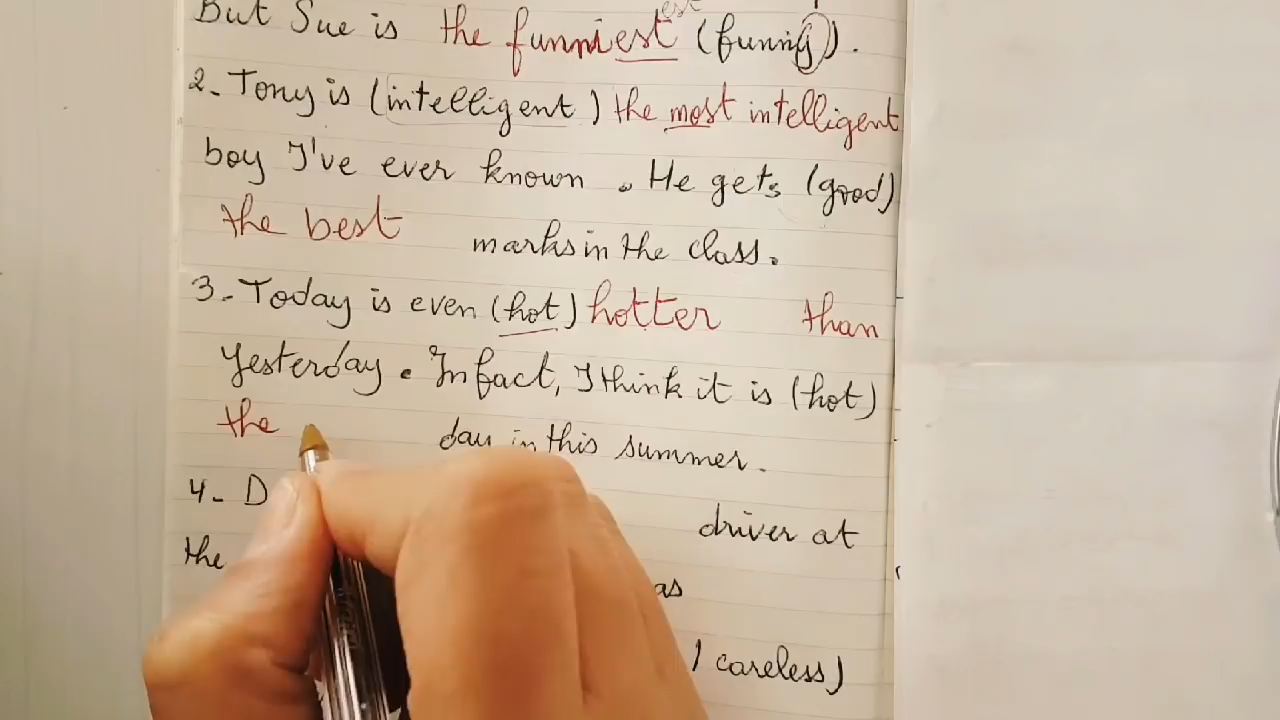 But Sue is the funniest (funny).
2- Tony is (intelligent) the most intelligent
boy I've ever known. He gets (good)
the best marks in the class.
3- Today is even (hot) hotter than
yesterday. In fact, I think it is (hot)
the day in this summer.
4- D driver at
the as
(careless)